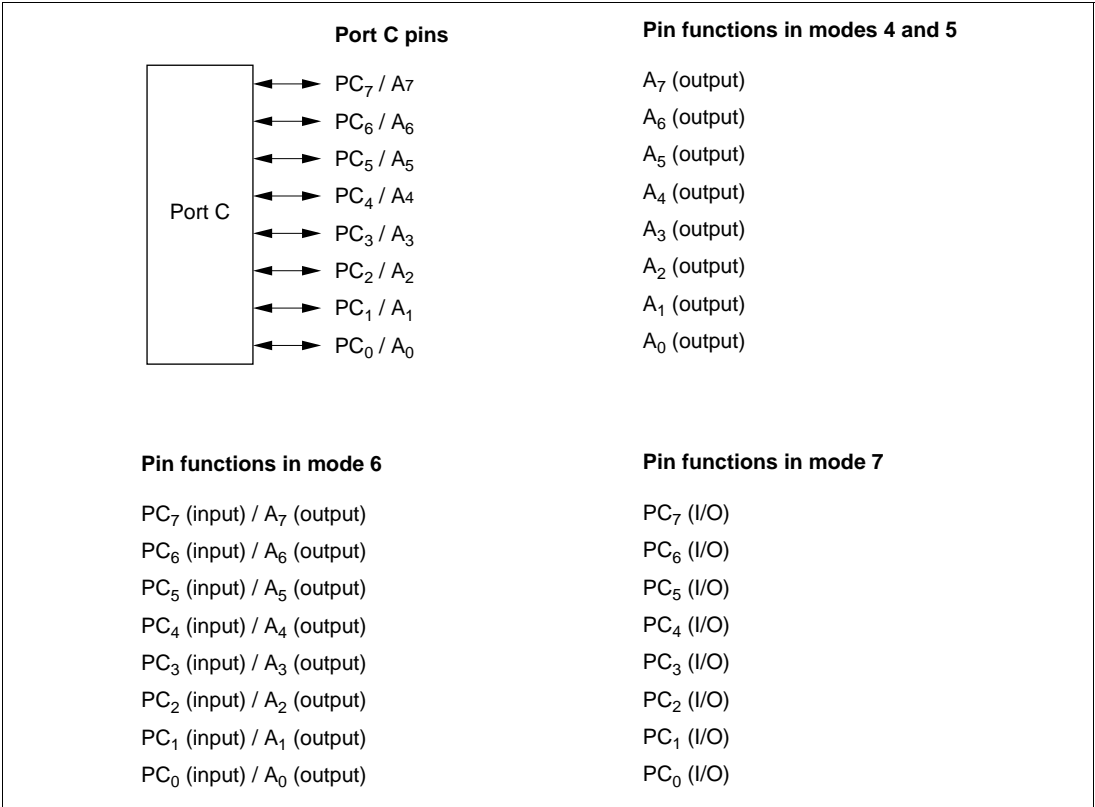 Port C pins
Pin functions in modes 4 and 5
Port C
PC₇ / A7
A₇ (output)
PC₆ / A₆
A₆ (output)
PC₅ / A₅
A₅ (output)
PC₄ / A4
A₄ (output)
PC₃ / A₃
A₃ (output)
PC₂ / A₂
A₂ (output)
PC₁ / A₁
A₁ (output)
PC₀ / A₀
A₀ (output)
Pin functions in mode 6
PC₇ (input) / A₇ (output)
PC₆ (input) / A₆ (output)
PC₅ (input) / A₅ (output)
PC₄ (input) / A₄ (output)
PC₃ (input) / A₃ (output)
PC₂ (input) / A₂ (output)
PC₁ (input) / A₁ (output)
PC₀ (input) / A₀ (output)
Pin functions in mode 7
PC₇ (I/O)
PC₆ (I/O)
PC₅ (I/O)
PC₄ (I/O)
PC₃ (I/O)
PC₂ (I/O)
PC₁ (I/O)
PC₀ (I/O)